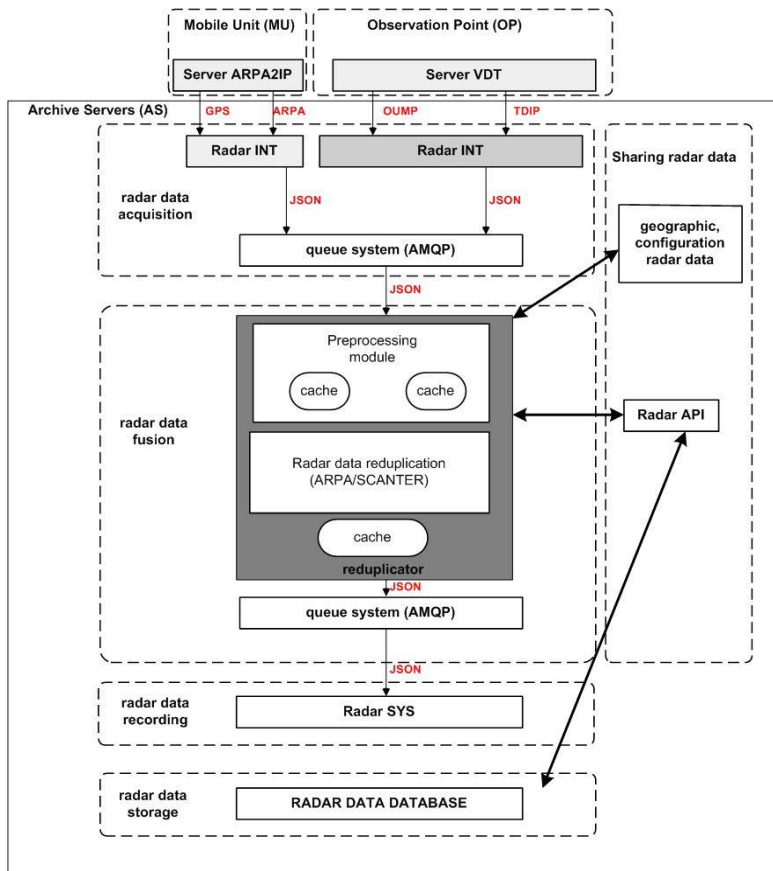 Mobile Unit (MU)
Observation Point (OP)
Server ARPA2IP
Server VDT
Archive Servers (AS)
GPS
ARPA
OUMP
TDIP
Radar INT
Radar INT
Sharing radar data
radar data
acquisition
JSON
JSON
geographic,
configuration
radar data
queue system (AMQP)
JSON
Preprocessing
module
cache
cache
radar data
fusion
Radar API
Radar data reduplication
(ARPA/SCANTER)
cache
reduplicator
JSON
queue system (AMQP)
JSON
radar data
recording
Radar SYS
radar data
storage
RADAR DATA DATABASE